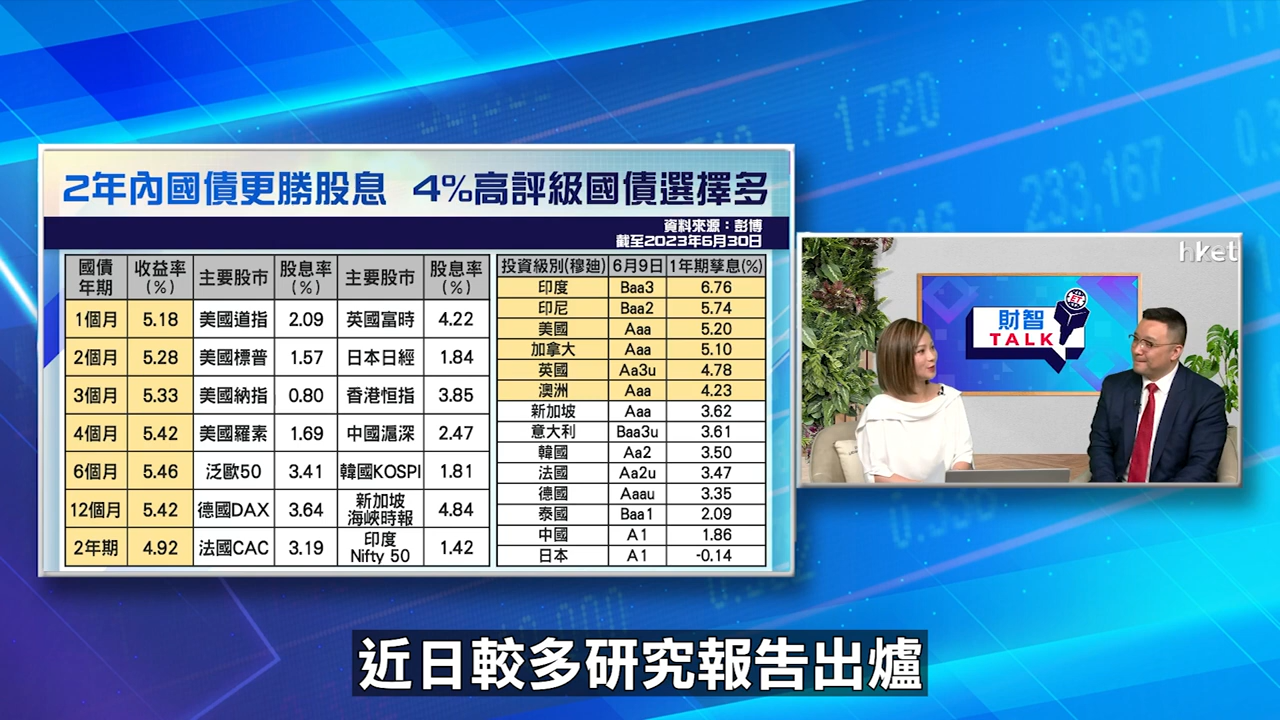 2年內國債更勝股息 4%高評級國債選擇多
資料來源：彭博
截至2023年6月30日
國債年期 收益率(%) 主要股市 股息率(%) 主要股市 股息率(%)
1個月 5.18 美國道指 2.09 英國富時 4.22
2個月 5.28 美國標普 1.57 日本日經 1.84
3個月 5.33 美國納指 0.80 香港恒指 3.85
4個月 5.42 美國羅素 1.69 中國滬深 2.47
6個月 5.46 泛歐50 3.41 韓國KOSPI 1.81
12個月 5.42 德國DAX 3.64 新加坡海峽時報 4.84
2年期 4.92 法國CAC 3.19 印度Nifty 50 1.42
投資級別(穆迪) 6月9日 1年期孳息(%)
印度 Baa3 6.76
印尼 Baa2 5.74
美國 Aaa 5.20
加拿大 Aaa 5.10
英國 Aa3u 4.78
澳洲 Aaa 4.23
新加坡 Aaa 3.62
意大利 Baa3u 3.61
韓國 Aa2 3.50
法國 Aa2u 3.47
德國 Aaau 3.35
泰國 Baa1 2.09
中國 A1 1.86
日本 A1 -0.14
hket
ET
財智
TALK
9,996
1.720
233,167
近日較多研究報告出爐